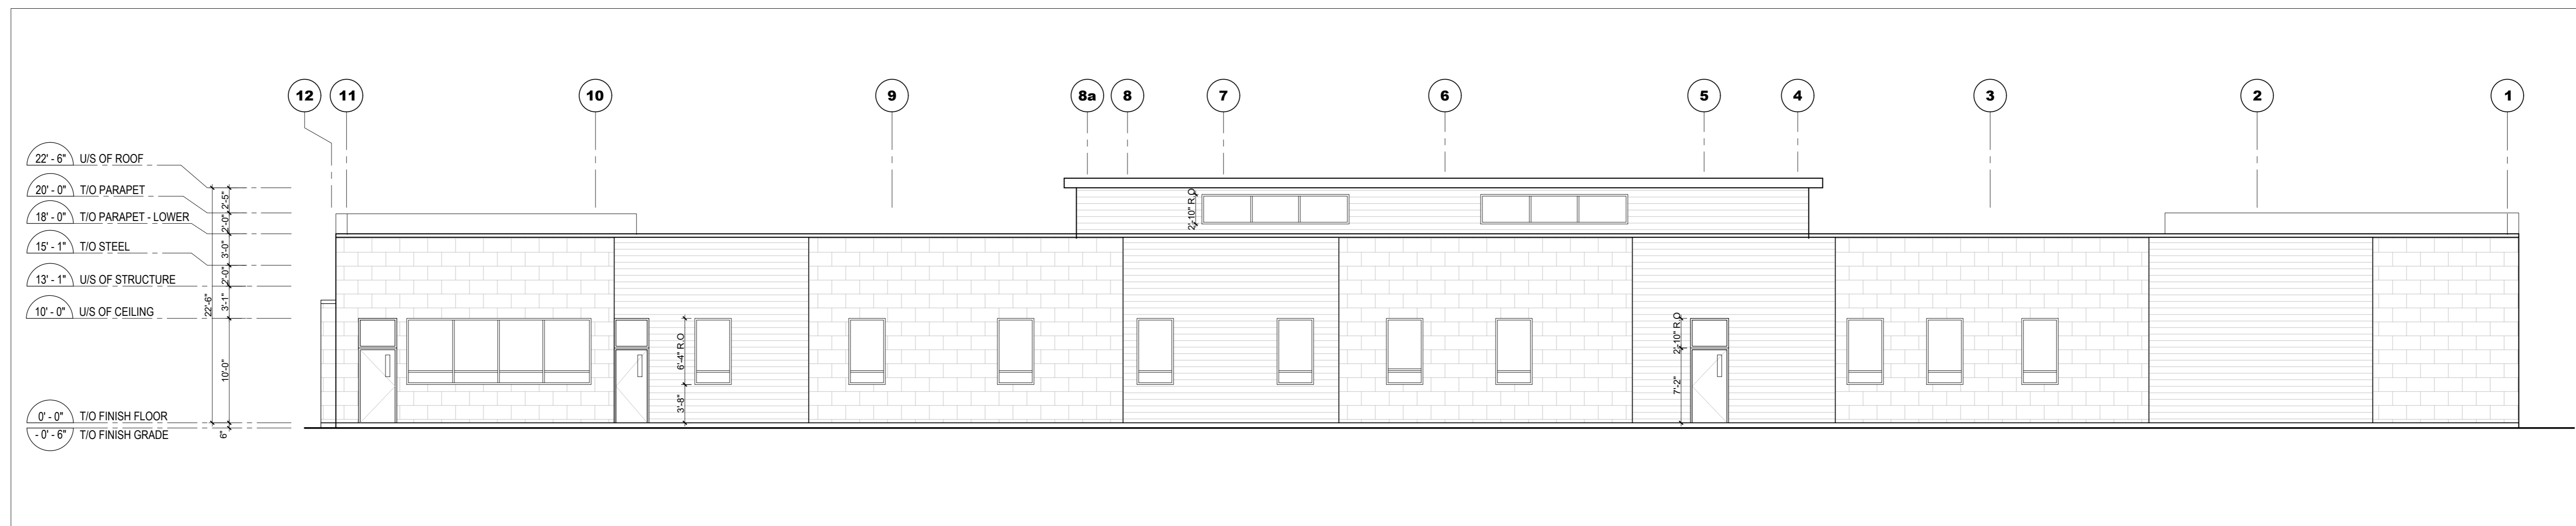 12 11 10 9 8a 8 7 6 5 4 3 2 1
22' - 6" U/S OF ROOF
20' - 0" T/O PARAPET
18' - 0" T/O PARAPET - LOWER
15' - 1" T/O STEEL
13' - 1" U/S OF STRUCTURE
10' - 0" U/S OF CEILING
0' - 0" T/O FINISH FLOOR
- 0' - 6" T/O FINISH GRADE
22'-6"
2'-5"
2'-0"
3'-0"
2'-0"
3'-1"
10'-0"
6"
6'-4" R.O
3'-8"
2'-10" R.O
2'-10" R.O
7'-2"